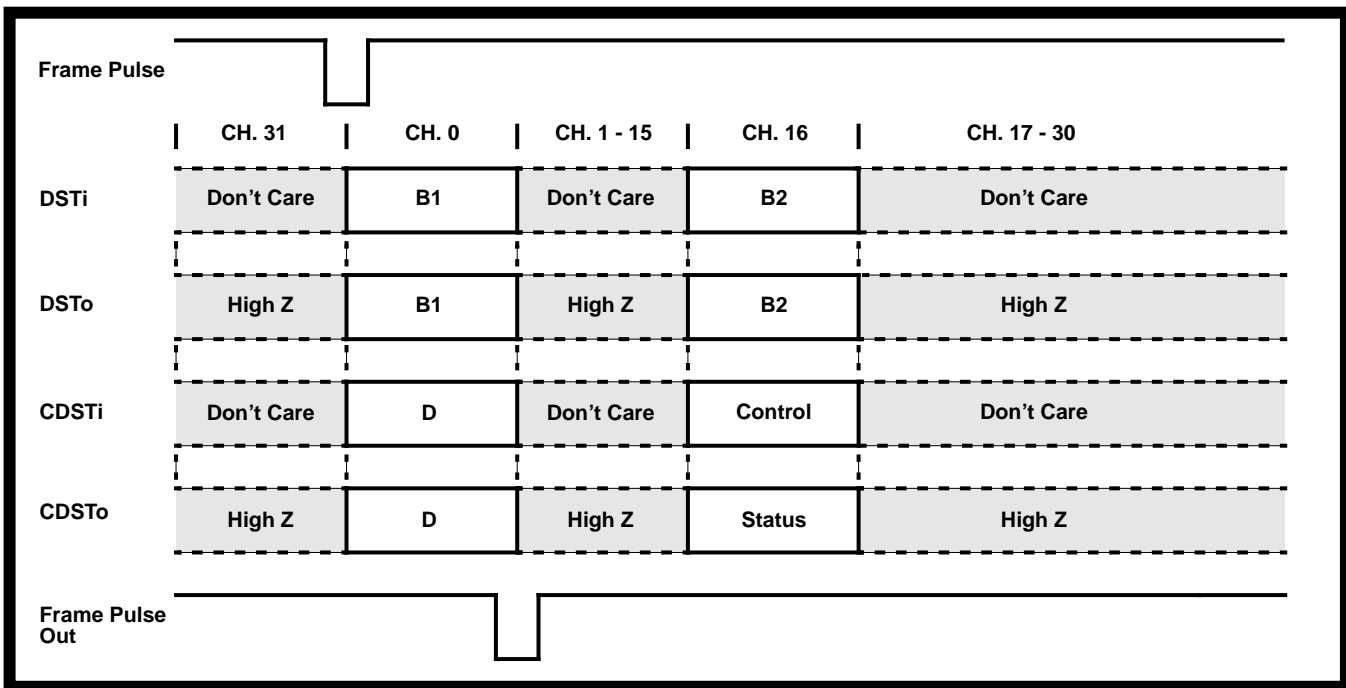 Frame Pulse
CH. 31 CH. 0 CH. 1 - 15 CH. 16 CH. 17 - 30
DSTi Don’t Care B1 Don’t Care B2 Don’t Care
DSTo High Z B1 High Z B2 High Z
CDSTi Don’t Care D Don’t Care Control Don’t Care
CDSTo High Z D High Z Status High Z
Frame Pulse
Out